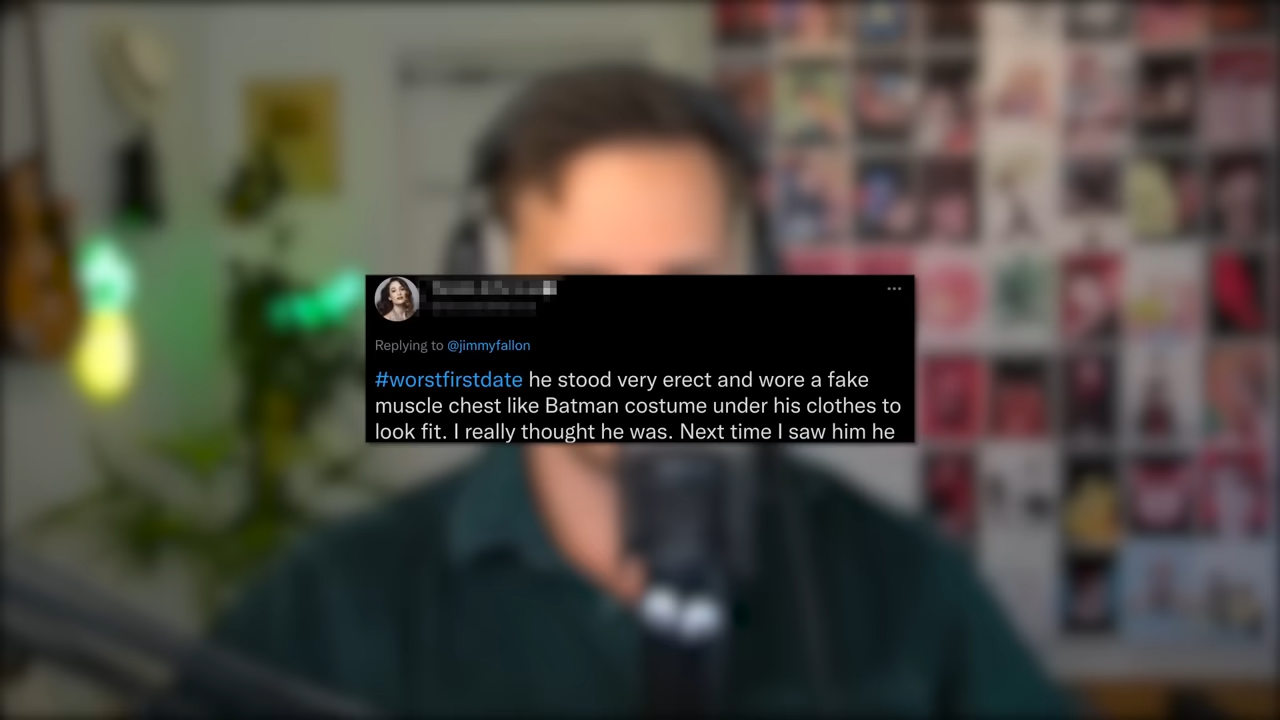 Replying to @jimmyfallon
#worstfirstdate he stood very erect and wore a fake
muscle chest like Batman costume under his clothes to
look fit. I really thought he was. Next time I saw him he